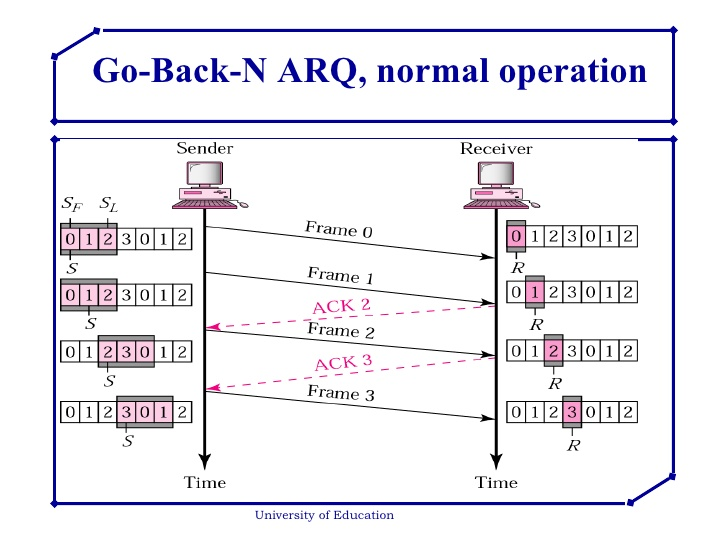 Go-Back-N ARQ, normal operation
Sender
Receiver
SF SL
0 1 2 3 0 1 2
S
Frame 0
0 1 2 3 0 1 2
R
0 1 2 3 0 1 2
S
Frame 1
0 1 2 3 0 1 2
R
ACK 2
0 1 2 3 0 1 2
S
Frame 2
0 1 2 3 0 1 2
R
ACK 3
0 1 2 3 0 1 2
S
Frame 3
0 1 2 3 0 1 2
R
Time
Time
University of Education